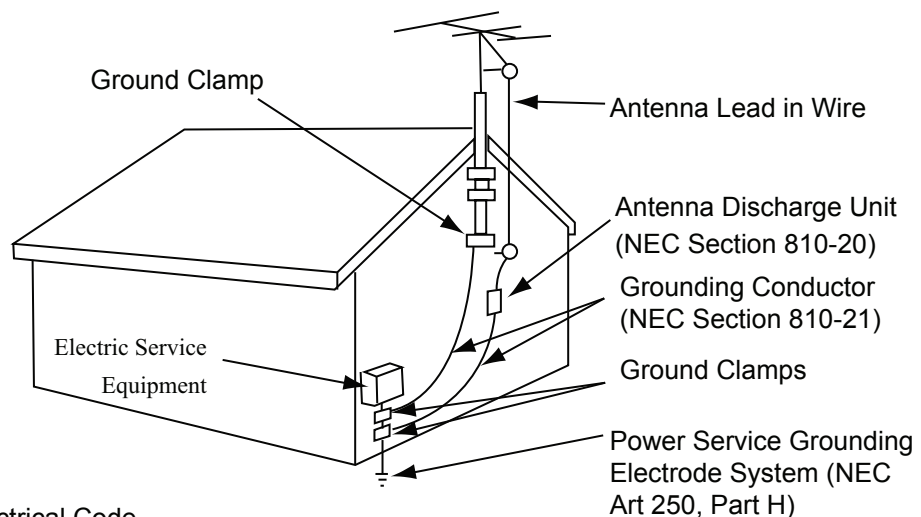 Ground Clamp
Antenna Lead in Wire
Antenna Discharge Unit
(NEC Section 810-20)
Grounding Conductor
(NEC Section 810-21)
Electric Service
Equipment
Ground Clamps
Power Service Grounding
Electrode System (NEC
Art 250, Part H)